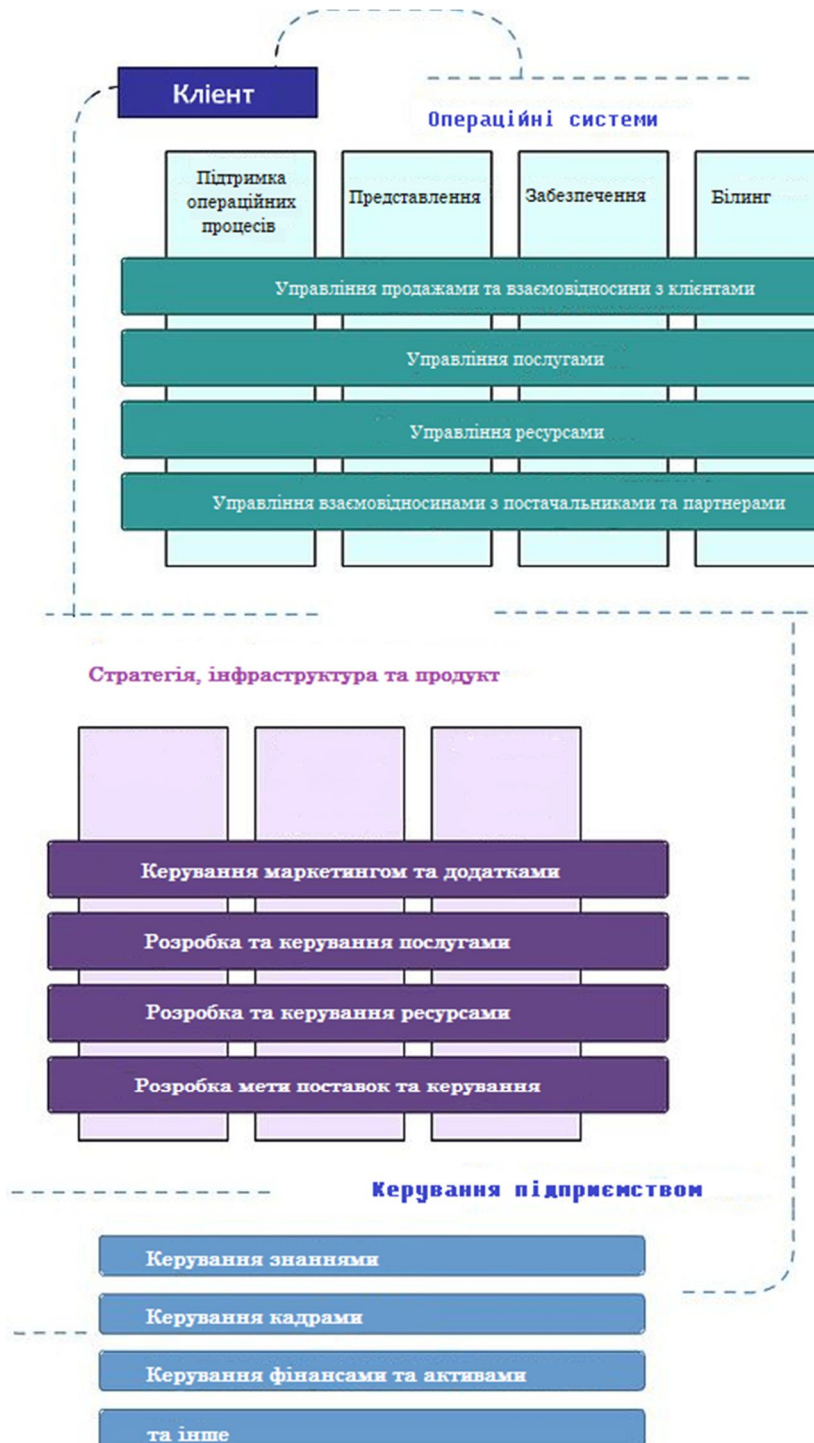 Клієнт
Операційні системи
Підтримка
операційних
процесів
Представлення
Забезпечення
Білинг
Управління продажами та взаємовідносини з клієнтами
Управління послугами
Управління ресурсами
Управління взаємовідносинами з постачальниками та партнерами
Стратегія, інфраструктура та продукт
Керування маркетингом та додатками
Розробка та керування послугами
Розробка та керування ресурсами
Розробка мети поставок та керування
Керування підприємством
Керування знаннями
Керування кадрами
Керування фінансами та активами
та інше